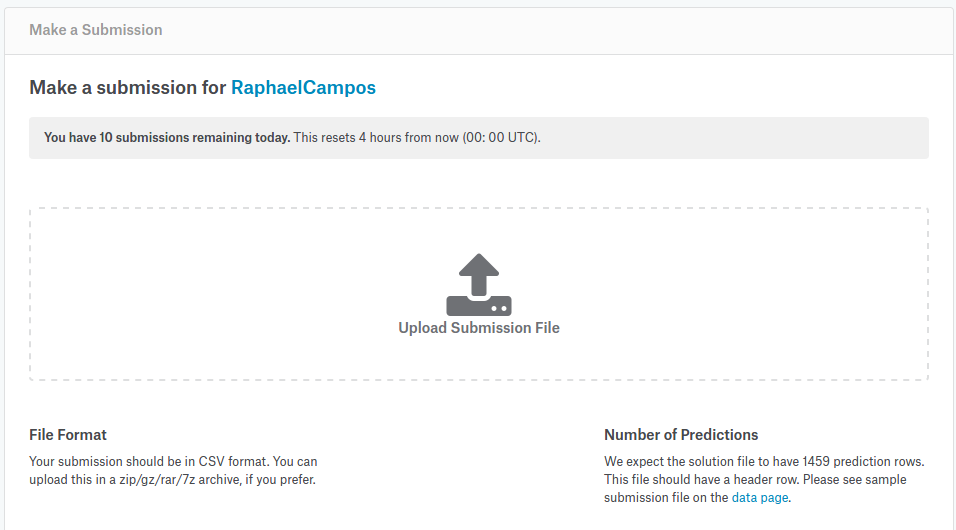 Make a Submission
Make a submission for RaphaelCampos
You have 10 submissions remaining today. This resets 4 hours from now (00: 00 UTC).
Upload Submission File
File Format
Your submission should be in CSV format. You can
upload this in a zip/gz/rar/7z archive, if you prefer.
Number of Predictions
We expect the solution file to have 1459 prediction rows.
This file should have a header row. Please see sample
submission file on the data page.